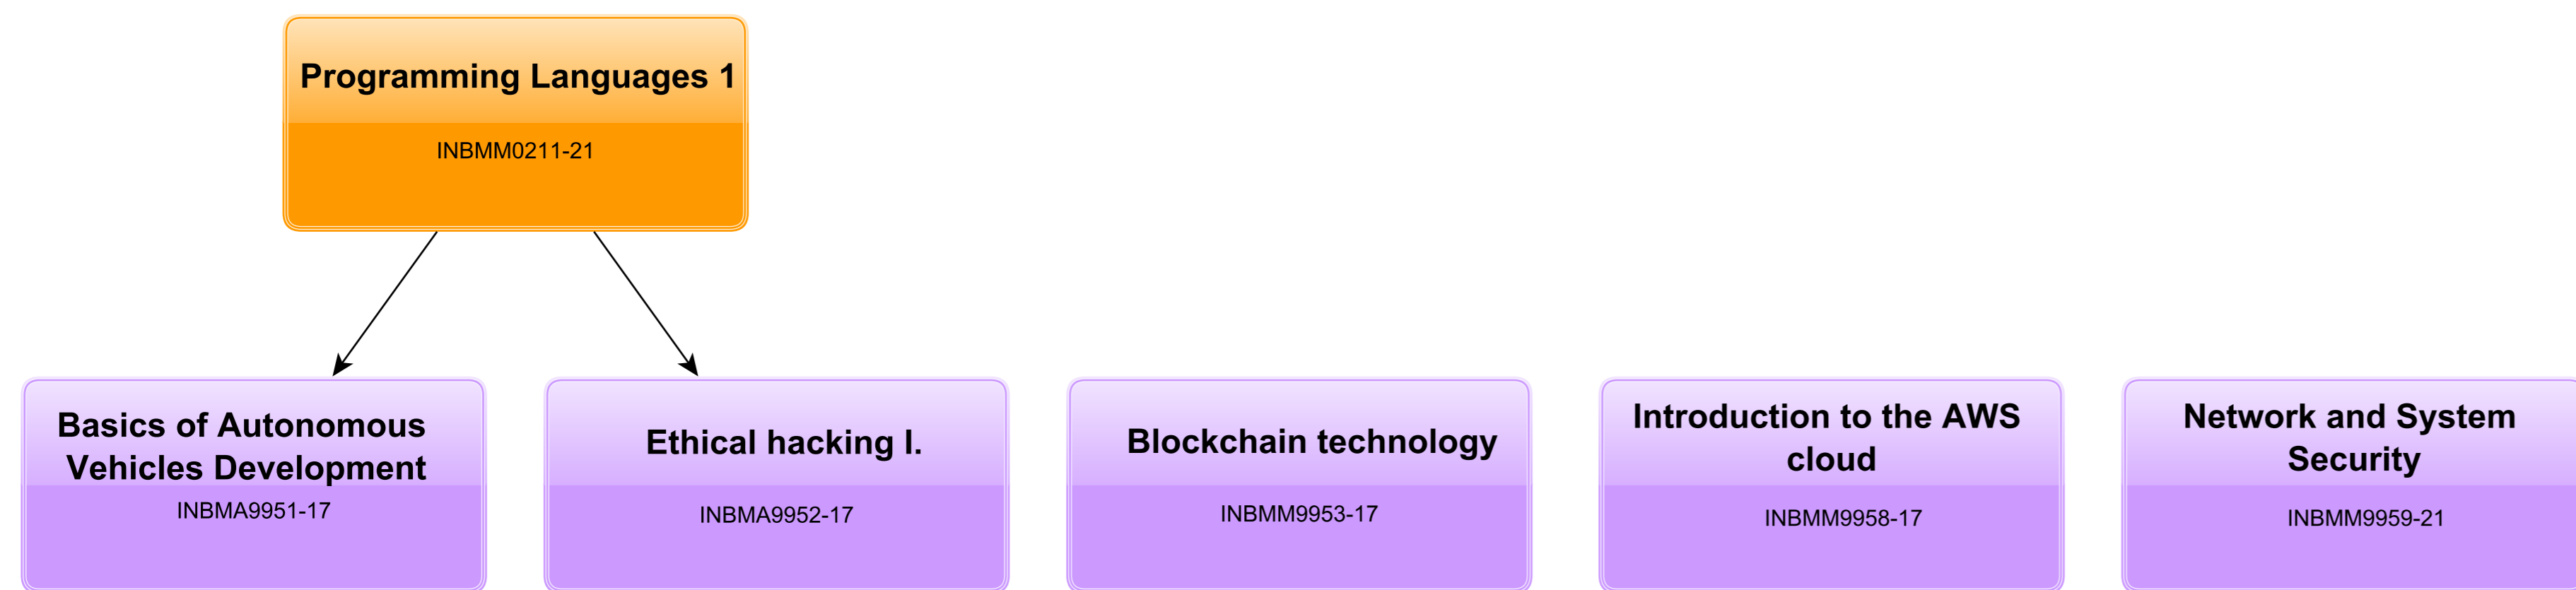 Programming Languages 1
INBMM0211-21
Basics of Autonomous
Vehicles Development
INBMA9951-17
Ethical hacking I.
INBMA9952-17
Blockchain technology
INBMM9953-17
Introduction to the AWS
cloud
INBMM9958-17
Network and System
Security
INBMM9959-21